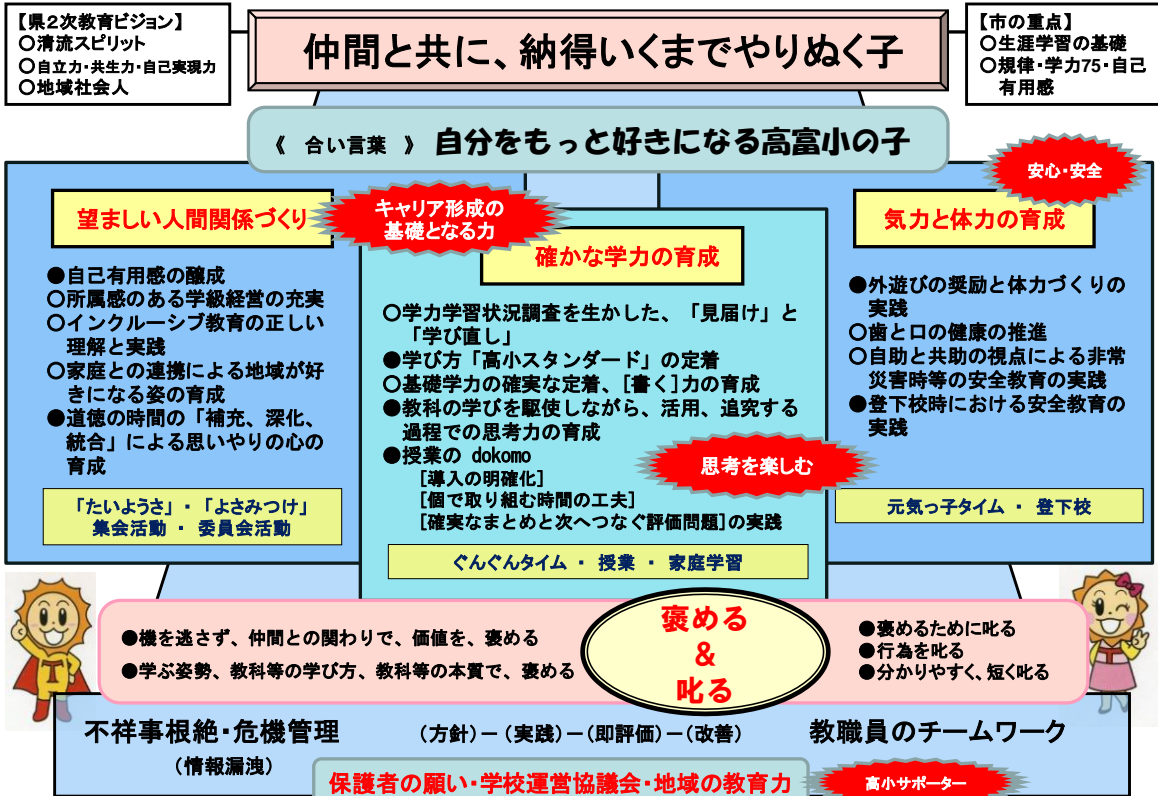 【県2次教育ビジョン】
〇清流スピリット
〇自立力・共生力・自己実現力
〇地域社会人
仲間と共に、納得いくまでやりぬく子
【市の重点】
〇生涯学習の基礎
〇規律・学力75・自己
有用感
《 合い言葉 》 自分をもっと好きになる高富小の子
安心・安全
望ましい人間関係づくり
キャリア形成の
基礎となる力
●自己有用感の醸成
〇所属感のある学級経営の充実
〇インクルーシブ教育の正しい
理解と実践
〇家庭との連携による地域が好
きになる姿の育成
●道徳の時間の「補充、深化、
統合」による思いやりの心の
育成
「たいようさ」・「よさみつけ」
集会活動 ・ 委員会活動
確かな学力の育成
〇学力学習状況調査を生かした、「見届け」と
「学び直し」
●学び方「高小スタンダード」の定着
〇基礎学力の確実な定着、[書く]力の育成
●教科の学びを駆使しながら、活用、追究する
過程での思考力の育成
●授業の dokomo
[導入の明確化]
[個で取り組む時間の工夫]
[確実なまとめと次へつなぐ評価問題]の実践
思考を楽しむ
ぐんぐんタイム ・ 授業 ・ 家庭学習
気力と体力の育成
●外遊びの奨励と体力づくりの
実践
〇歯と口の健康の推進
〇自助と共助の視点による非常
災害時等の安全教育の実践
●登下校時における安全教育の
実践
元気っ子タイム ・ 登下校
●機を逃さず、仲間との関わりで、価値を、褒める
●学ぶ姿勢、教科等の学び方、教科等の本質で、褒める
褒める
&
叱る
●褒めるために叱る
●行為を叱る
●分かりやすく、短く叱る
T
不祥事根絶・危機管理
(情報漏洩)
(方針)－(実践)－(即評価)－(改善)
教職員のチームワーク
保護者の願い・学校運営協議会・地域の教育力
高小サポーター